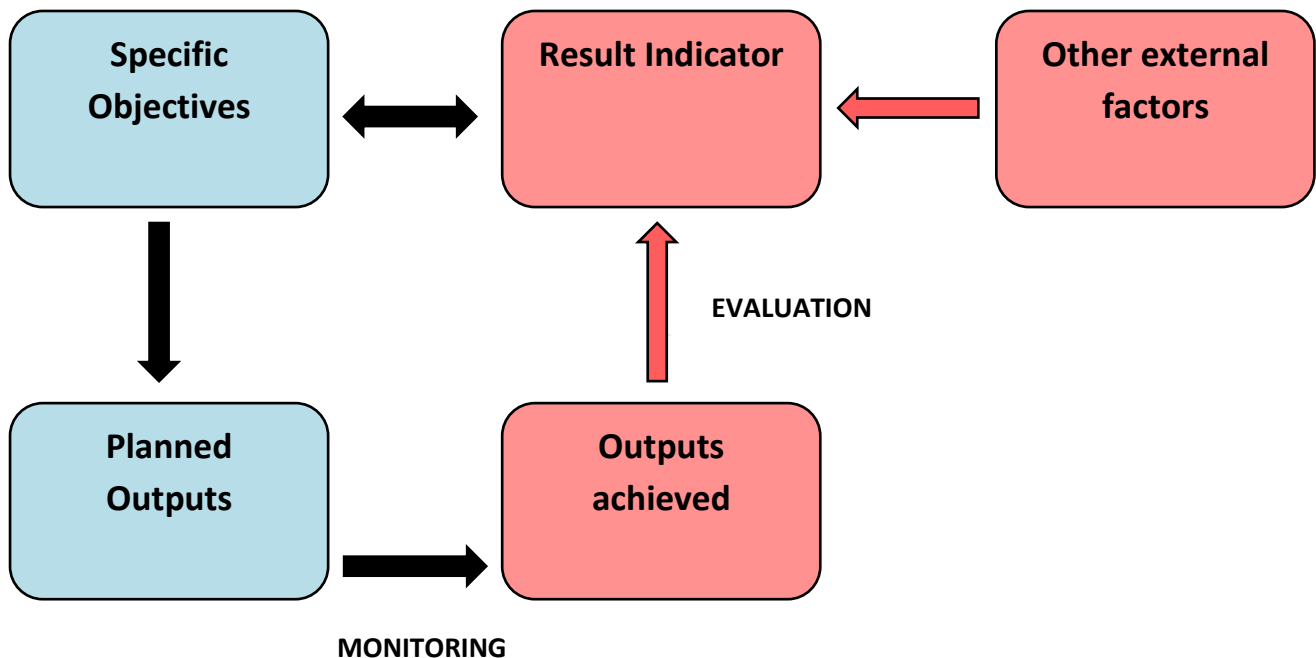 Specific
Objectives
Result Indicator
Other external
factors
EVALUATION
Planned
Outputs
Outputs
achieved
MONITORING